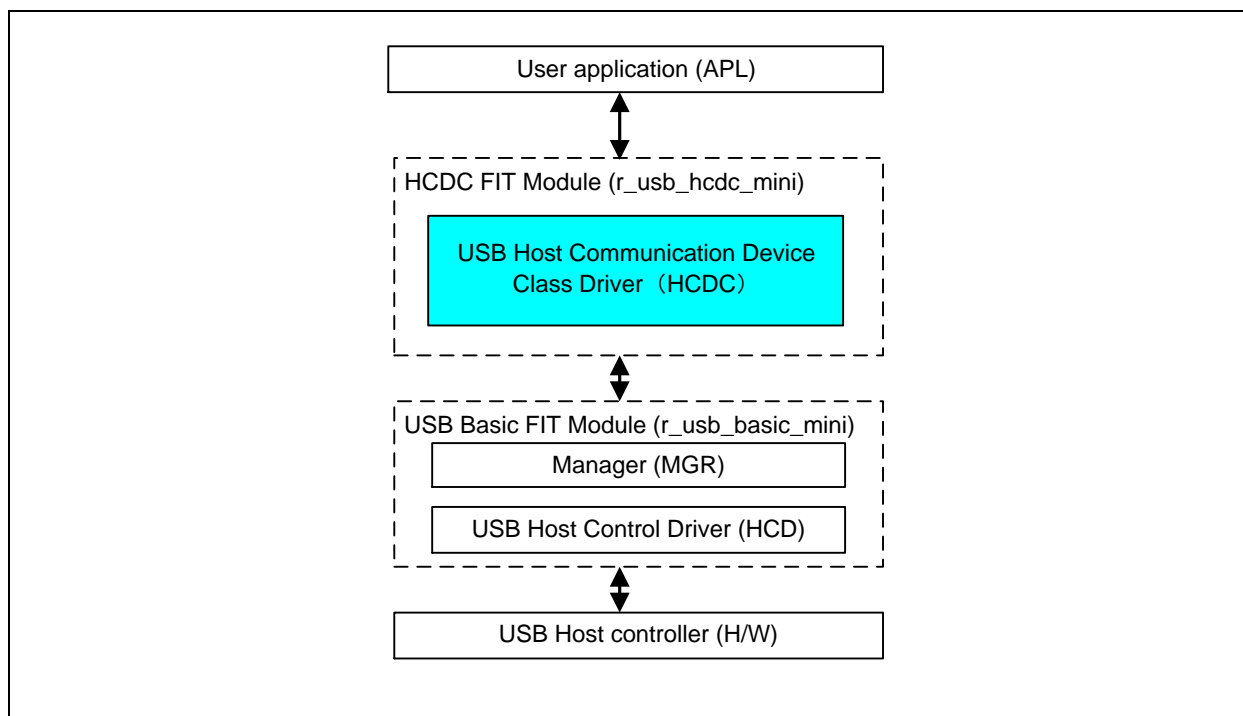 User application (APL)
HCDC FIT Module (r_usb_hcdc_mini)
USB Host Communication Device
Class Driver（HCDC）
USB Basic FIT Module (r_usb_basic_mini)
Manager (MGR)
USB Host Control Driver (HCD)
USB Host controller (H/W)